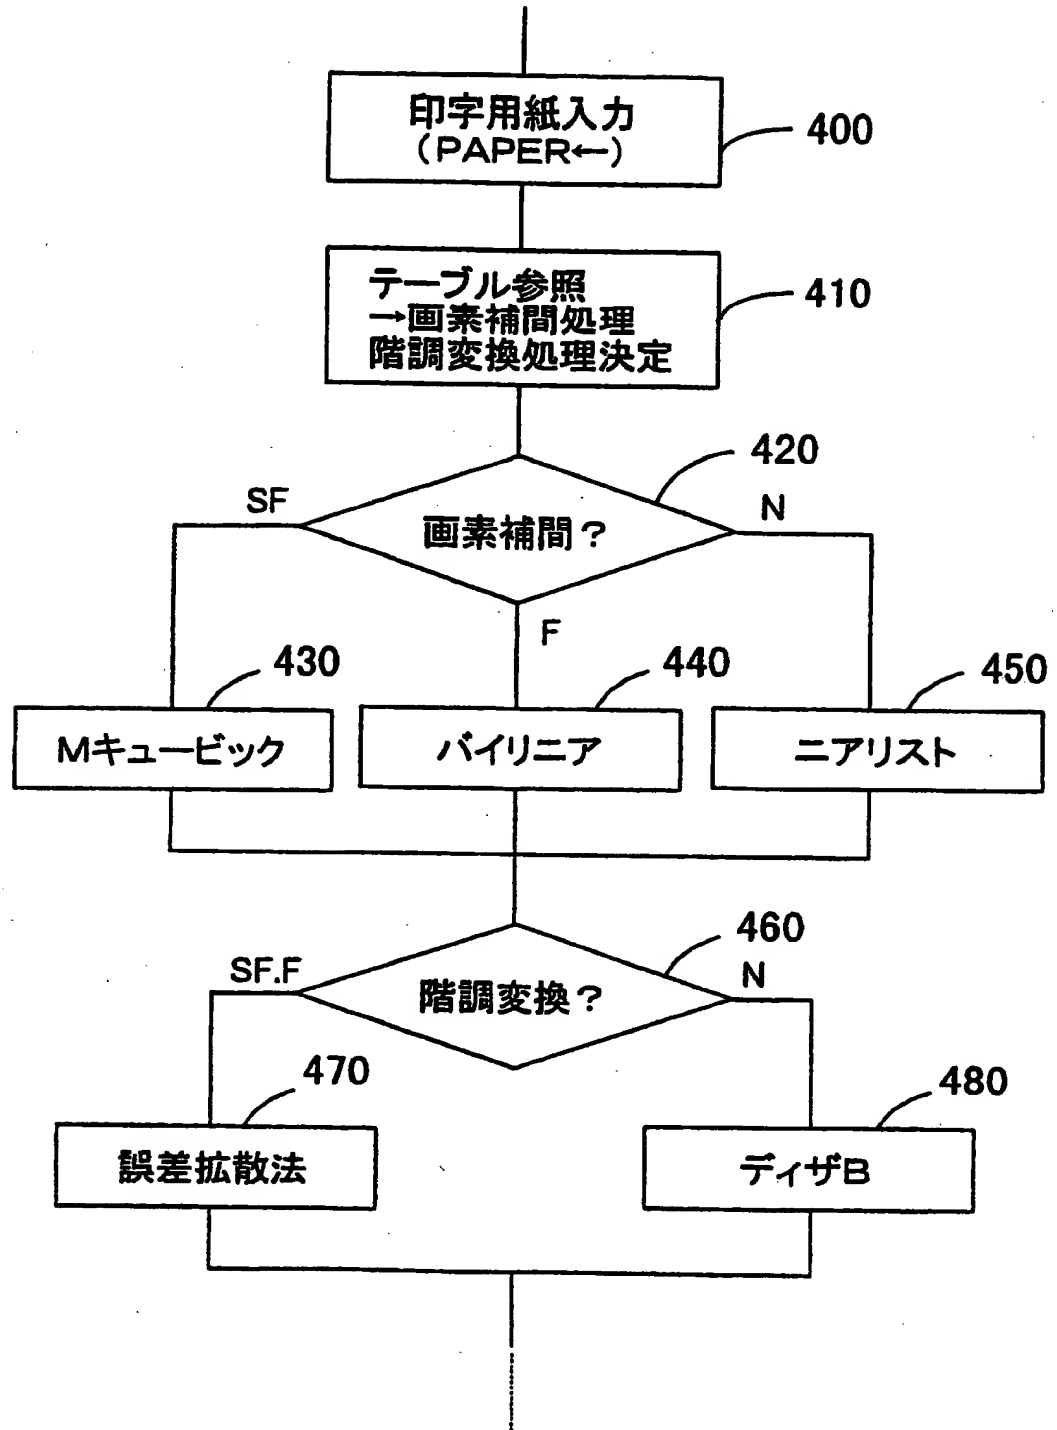 印字用紙入力
(PAPER←)
400
テーブル参照
→画素補間処理
階調変換処理決定
410
420
SF
N
画素補間?
F
430
440
450
Mキュービック
バイリニア
ニアリスト
460
SF.F
N
階調変換?
470
480
誤差拡散法
ディザB